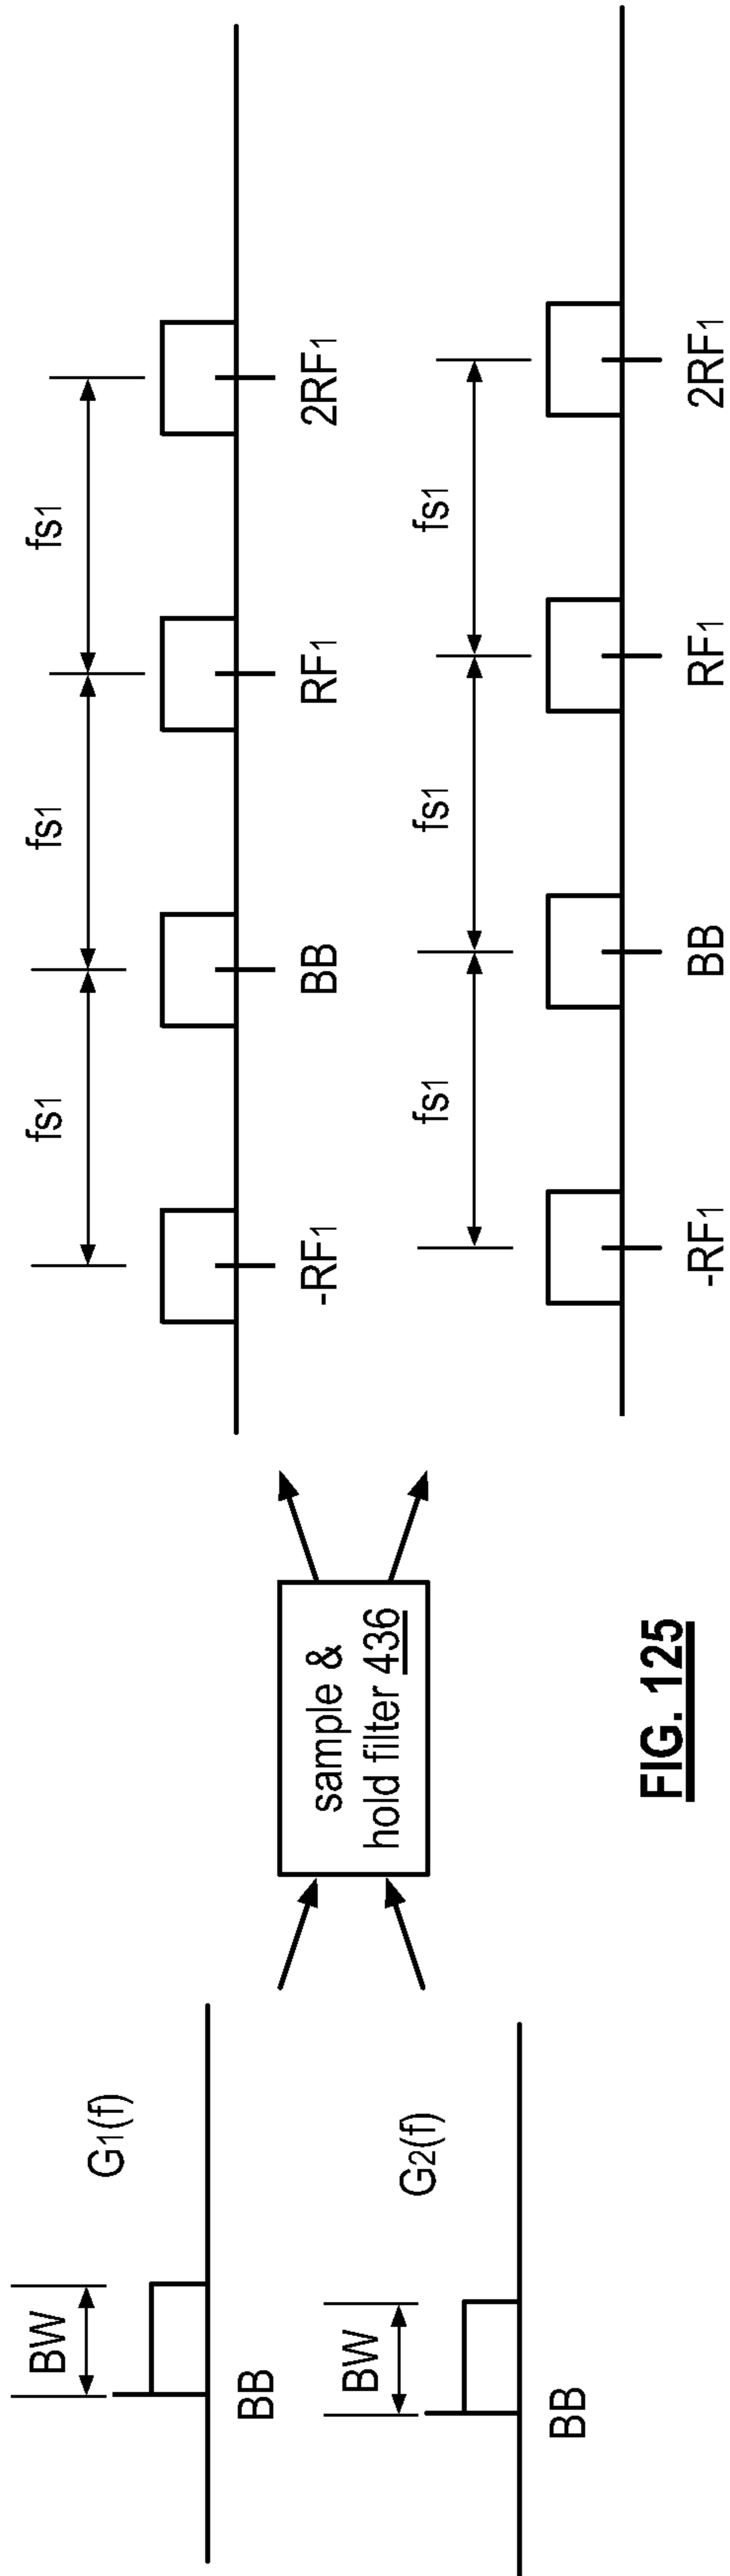 BW
G1(f)
BB
BW
G2(f)
BB
sample &
hold filter 436
fs1 fs1 fs1
-RF1 BB RF1 2RF1
fs1 fs1 fs1
-RF1 BB RF1 2RF1
FIG. 125